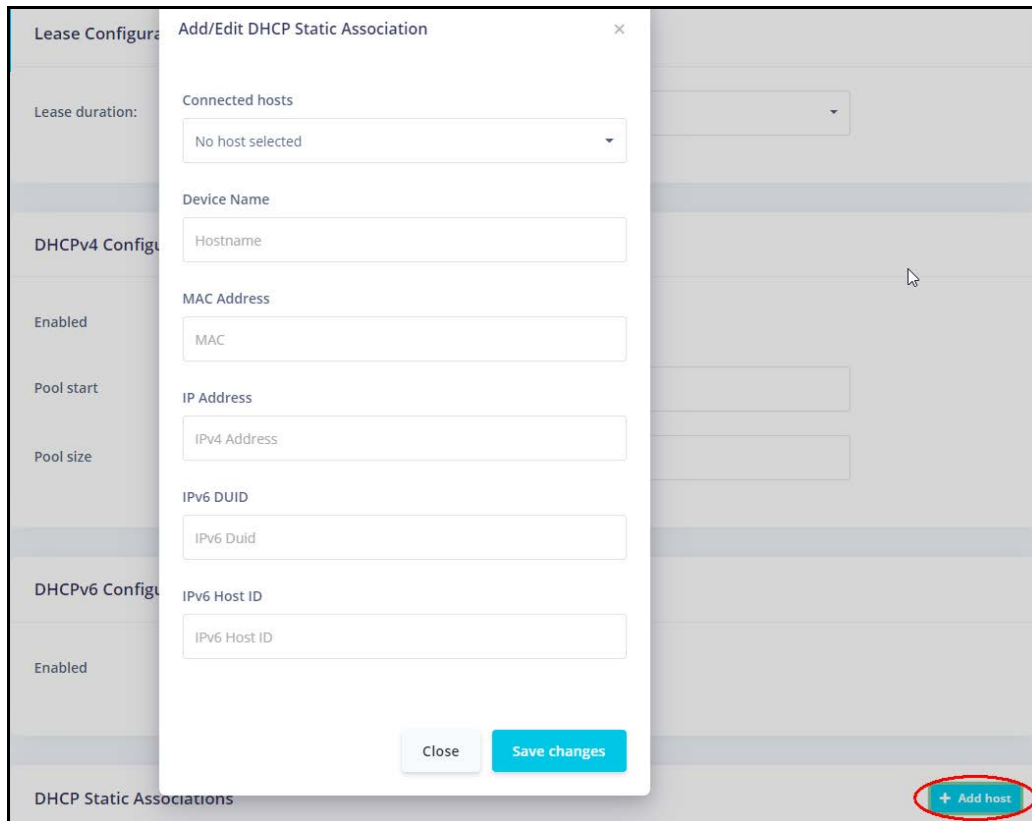 Lease Configura
Add/Edit DHCP Static Association
×
Lease duration:
Connected hosts
No host selected
Device Name
Hostname
DHCPv4 Configu
MAC Address
MAC
Enabled
Pool start
IP Address
IPv4 Address
Pool size
IPv6 DUID
IPv6 Duid
DHCPv6 Configu
IPv6 Host ID
IPv6 Host ID
Enabled
Close Save changes
DHCP Static Associations
+ Add host